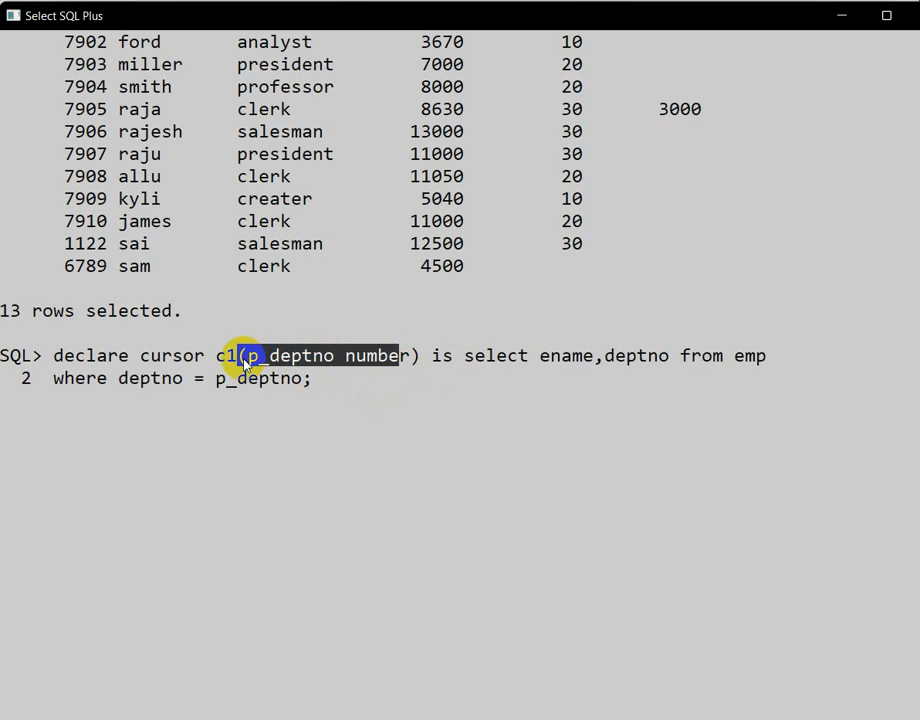 Select SQL Plus
7902 ford analyst 3670 10
7903 miller president 7000 20
7904 smith professor 8000 20
7905 raja clerk 8630 30 3000
7906 rajesh salesman 13000 30
7907 raju president 11000 30
7908 allu clerk 11050 20
7909 kyli creater 5040 10
7910 james clerk 11000 20
1122 sai salesman 12500 30
6789 sam clerk 4500
13 rows selected.
SQL> declare cursor c1(p_deptno number) is select ename,deptno from emp
2 where deptno = p_deptno;